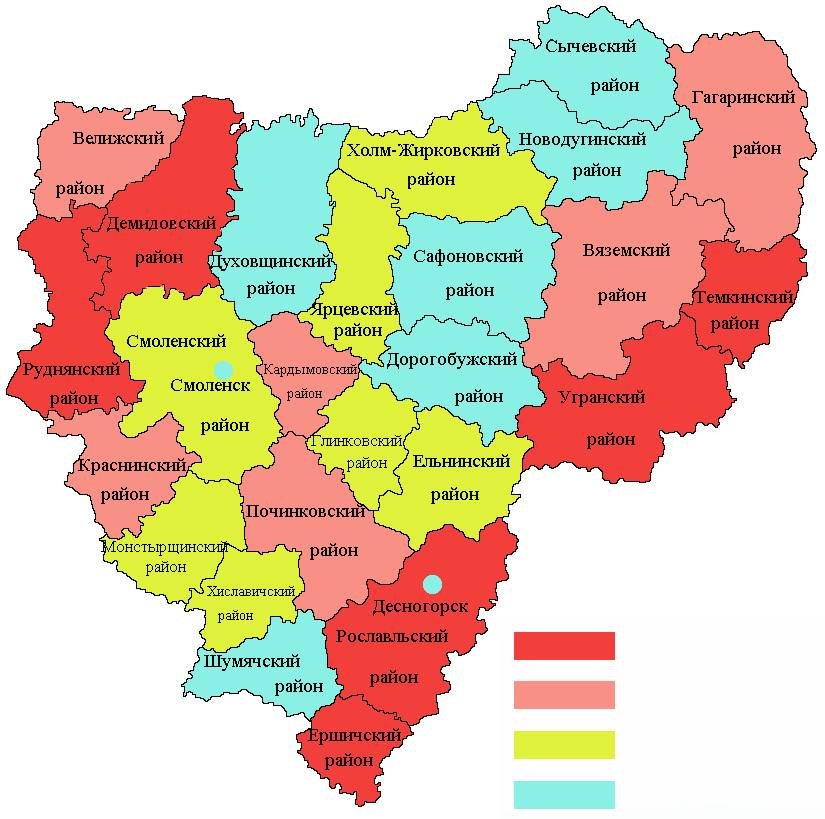 Сычевский
район
Гагаринский
район
Новодугинский
район
Велижский
район
Холм-Жирковский
район
Демидовский
район
Духовщинский
район
Сафоновский
район
Вяземский
район
Темкинский
район
Ярцевский
район
Смоленский
Смоленск
район
Руднянский
район
Кардымовский
район
Дорогобужский
район
Угранский
район
Глинковский
район
Ельнинский
район
Краснинский
район
Починковский
район
Монстырщинский
район
Хиславичский
район
Десногорск
Рославльский
район
Шумячский
район
Ершичский
район